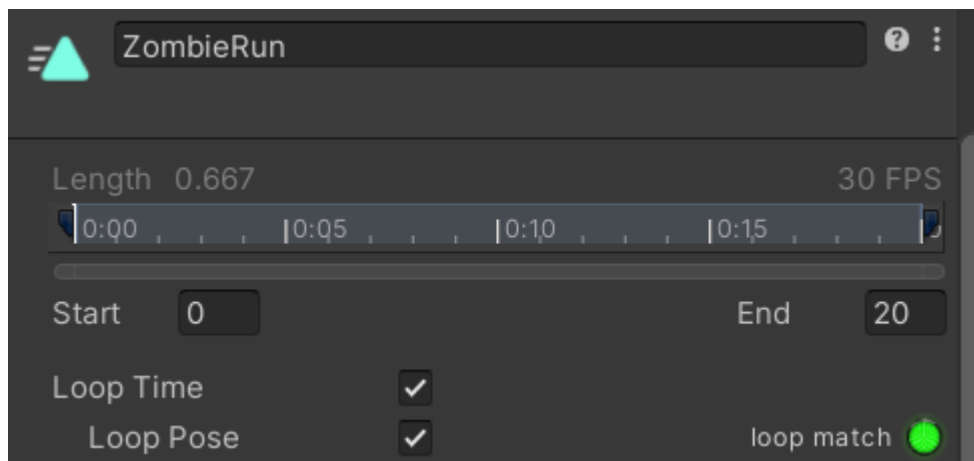 ZombieRun
Length 0.667 30 FPS
0:00 0:05 0:10 0:15
Start 0 End 20
Loop Time
Loop Pose loop match